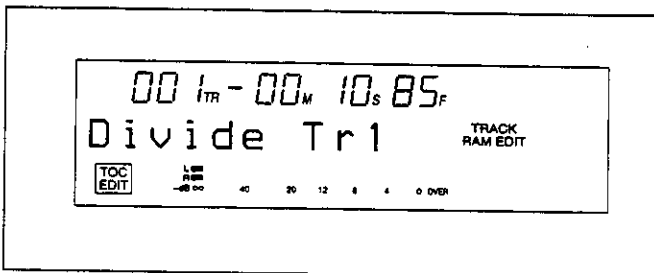 001TR-00M 10S 85F
Divide Tr1
TRACK
RAM EDIT
TOC
EDIT
L
R
-dB ∞ 40 20 12 8 4 0 OVER